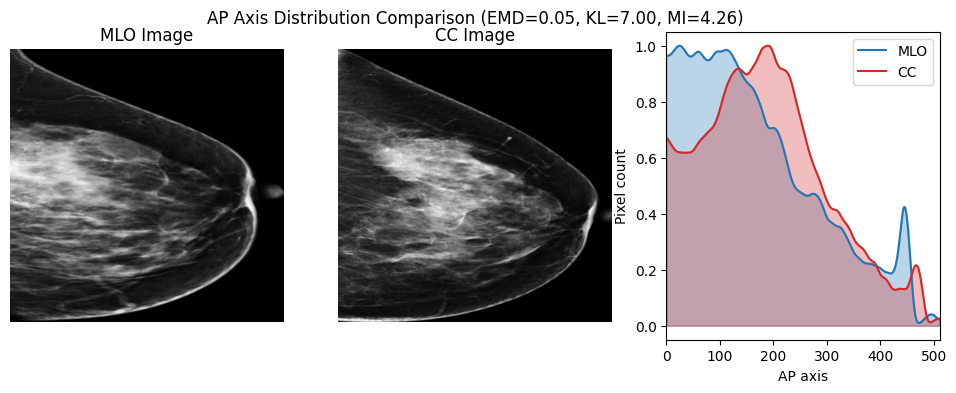 AP Axis Distribution Comparison (EMD=0.05, KL=7.00, MI=4.26)
MLO Image
CC Image
MLO
CC
Pixel count
1.0
0.8
0.6
0.4
0.2
0.0
0 100 200 300 400 500
AP axis